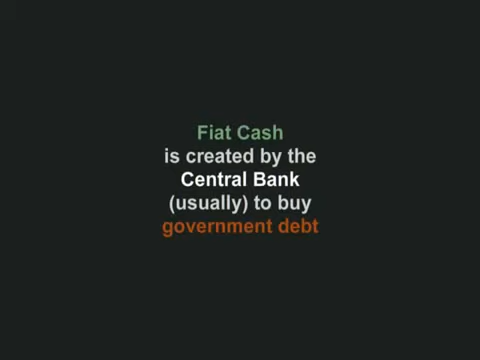 Fiat Cash
is created by the
Central Bank
(usually) to buy
government debt